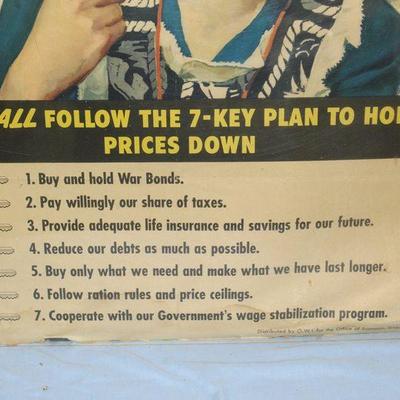 ALL FOLLOW THE 7-KEY PLAN TO HOL
PRICES DOWN
1. Buy and hold War Bonds.
2. Pay willingly our share of taxes.
3. Provide adequate life insurance and savings for our future.
4. Reduce our debts as much as possible.
5. Buy only what we need and make what we have last longer.
6. Follow ration rules and price ceilings.
7. Cooperate with our Government's wage stabilization program.
Distributed by O.W.I. for the Office of Economic